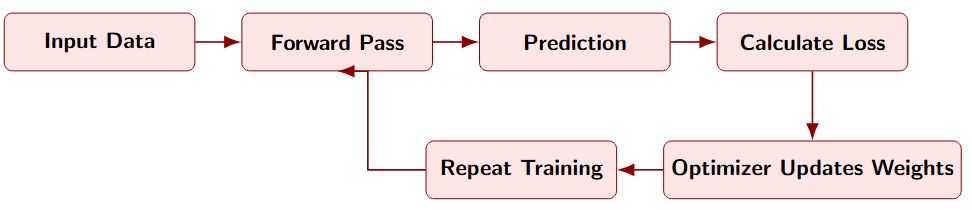 Input Data
Forward Pass
Prediction
Calculate Loss
Repeat Training
Optimizer Updates Weights